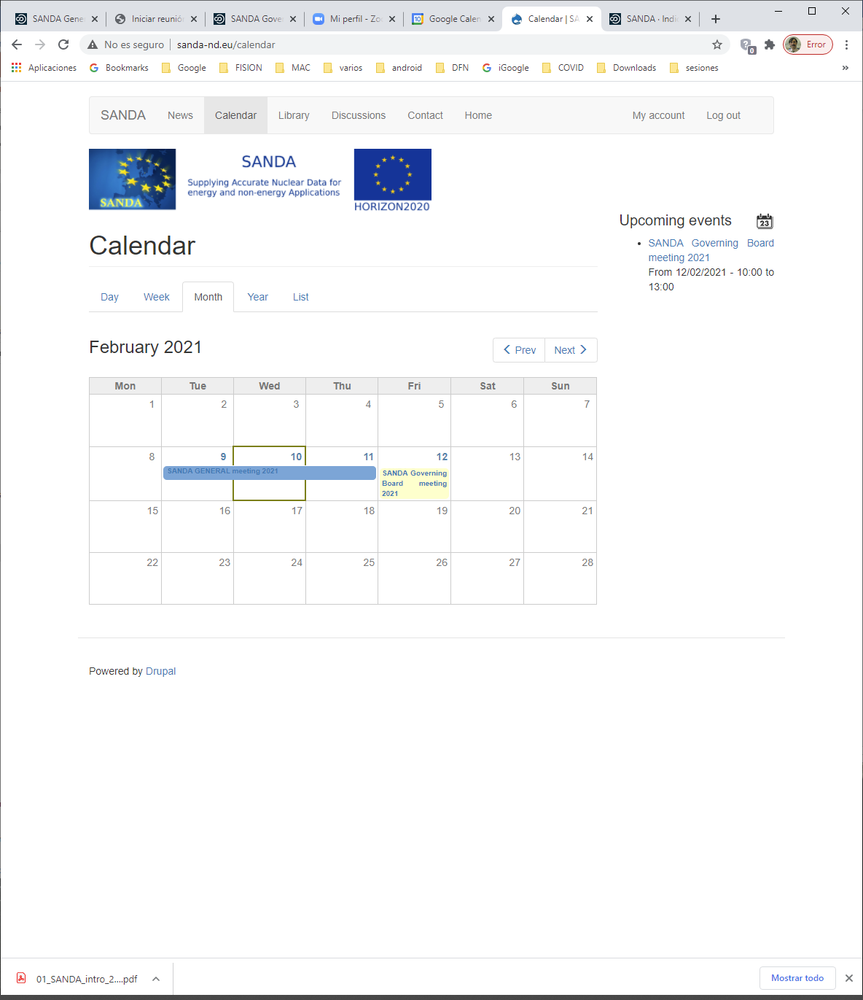 SANDA Gene
Iniciar reunión
SANDA Gove
Mi perfil - Zoo
Google Calen
Calendar | SA
SANDA · Indi
No es seguro
sanda-nd.eu/calendar
0
Error
Aplicaciones
Bookmarks
Google
FISION
MAC
varios
android
DFN
iGoogle
COVID
Downloads
sesiones
»
SANDA
News
Calendar
Library
Discussions
Contact
Home
My account
Log out
SANDA
SANDA
Supplying Accurate Nuclear Data for
energy and non-energy Applications
HORIZON2020
Upcoming events
23
SANDA Governing Board
meeting 2021
From 12/02/2021 - 10:00 to
13:00
Calendar
Day
Week
Month
Year
List
February 2021
Prev
Next
Mon Tue Wed Thu Fri Sat Sun
1 2 3 4 5 6 7
8 9 10 11 12 13 14
SANDA GENERAL meeting 2021
SANDA Governing
Board meeting
2021
15 16 17 18 19 20 21
22 23 24 25 26 27 28
Powered by Drupal
01_SANDA_intro_2....pdf
Mostrar todo